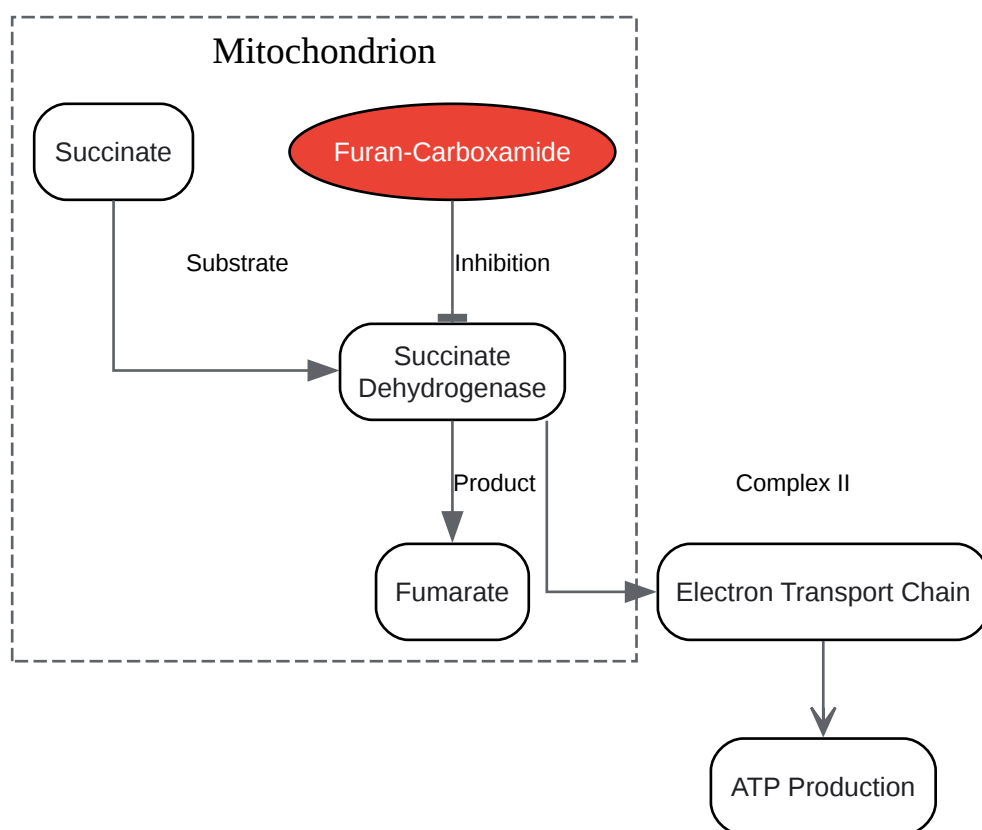 Mitochondrion
Succinate
Furan-Carboxamide
Substrate
Inhibition
Succinate
Dehydrogenase
Product
Complex II
Fumarate
Electron Transport Chain
ATP Production